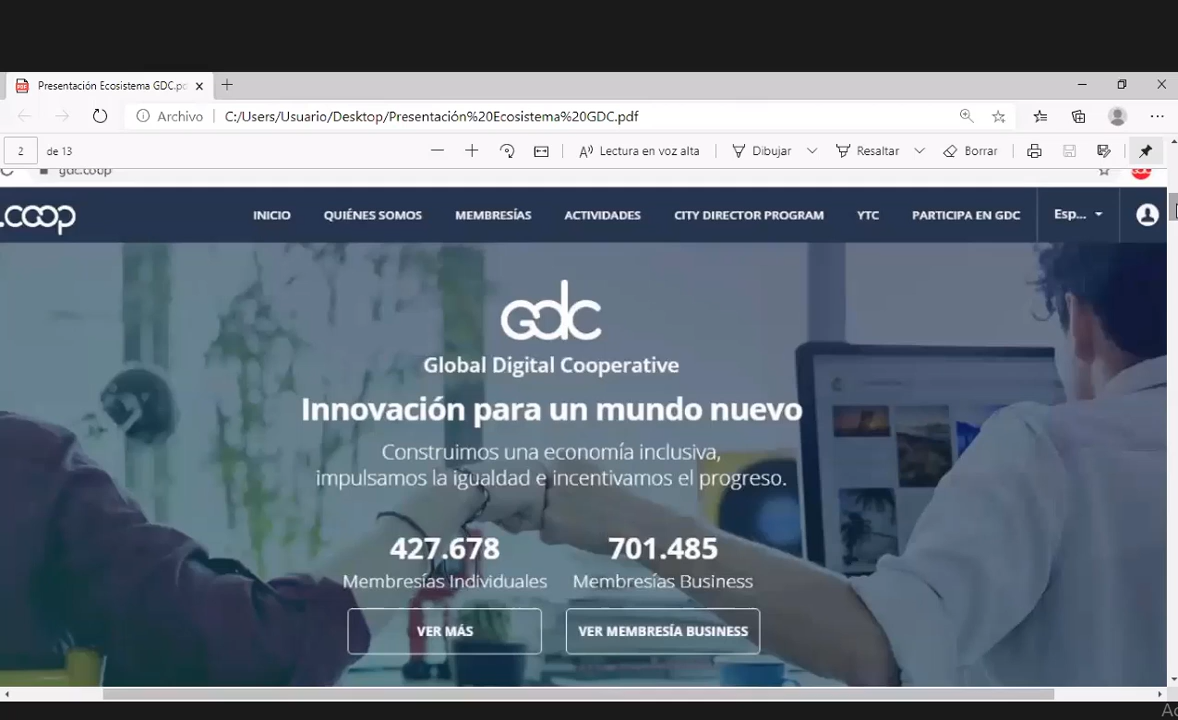 Presentación Ecosistema GDC.pd
Archivo
C:/Users/Usuario/Desktop/Presentación%20Ecosistema%20GDC.pdf
2 de 13
Lectura en voz alta
Dibujar
Resaltar
Borrar
gdc.coop
.coop
INICIO
QUIÉNES SOMOS
MEMBRESÍAS
ACTIVIDADES
CITY DIRECTOR PROGRAM
YTC
PARTICIPA EN GDC
Esp...
GDC
Global Digital Cooperative
Innovación para un mundo nuevo
Construimos una economía inclusiva,
impulsamos la igualdad e incentivamos el progreso.
427.678 701.485
Membresías Individuales Membresías Business
VER MÁS VER MEMBRESÍA BUSINESS